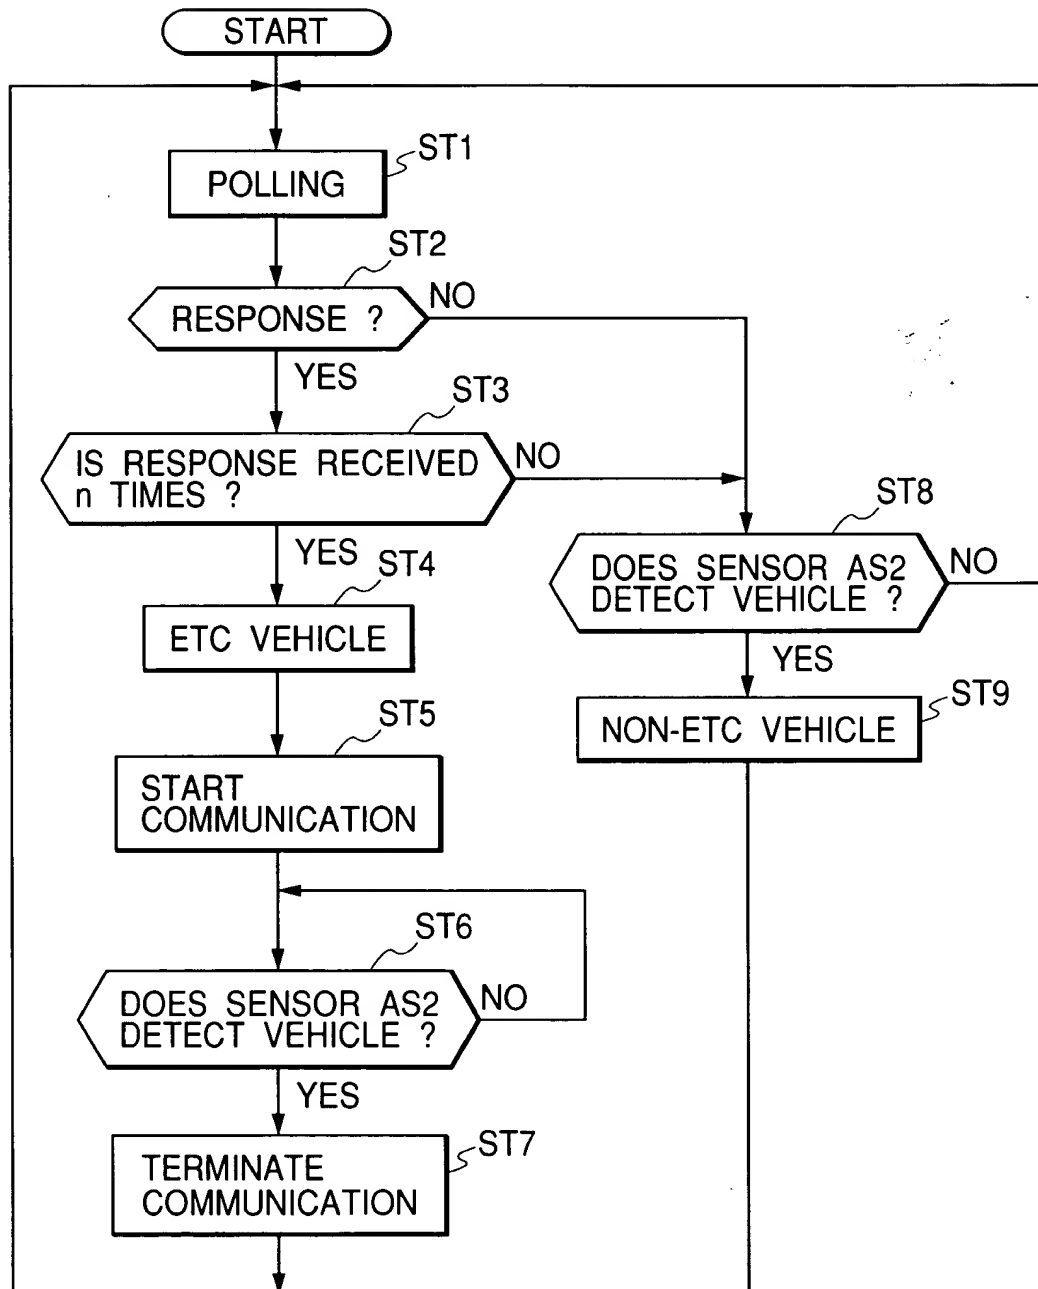 START
ST1
POLLING
ST2
RESPONSE ?
NO
YES
ST3
IS RESPONSE RECEIVED
n TIMES ?
NO
YES
ST4
ETC VEHICLE
ST5
START
COMMUNICATION
ST6
DOES SENSOR AS2
DETECT VEHICLE ?
NO
YES
ST7
TERMINATE
COMMUNICATION
ST8
DOES SENSOR AS2
DETECT VEHICLE ?
NO
YES
ST9
NON-ETC VEHICLE